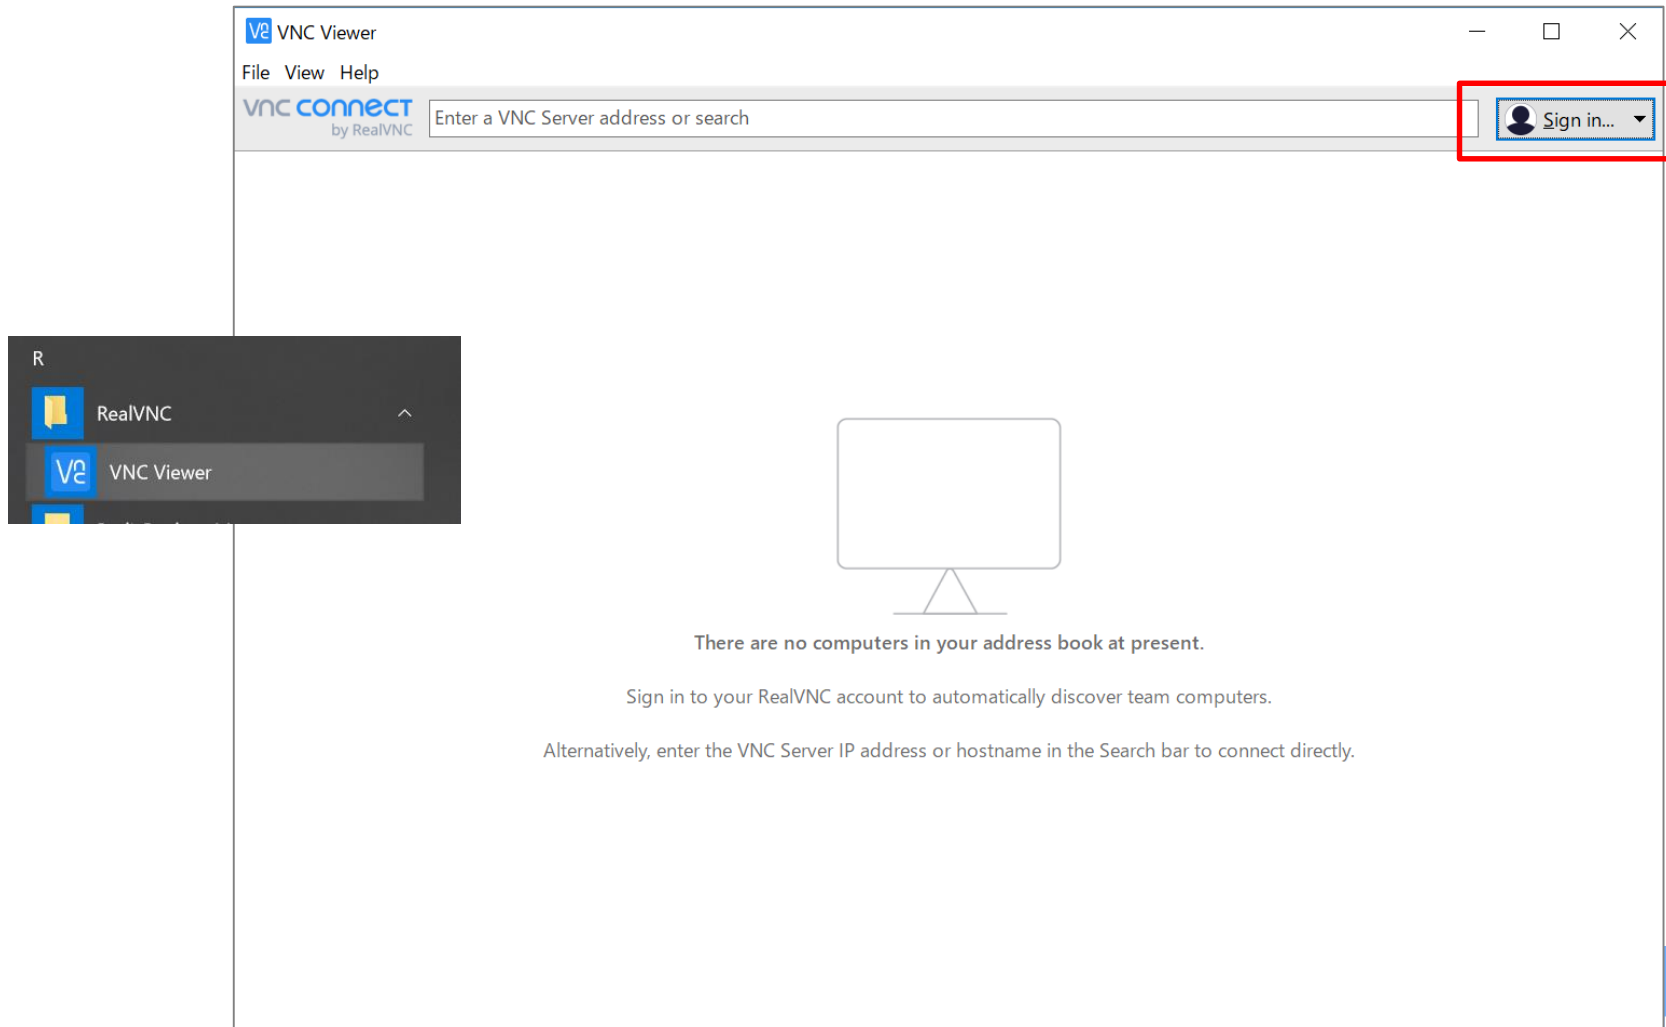 VNC Viewer
File View Help
vnc connect
by RealVNC
Enter a VNC Server address or search
Sign in...
R
RealVNC
VNC Viewer
There are no computers in your address book at present.
Sign in to your RealVNC account to automatically discover team computers.
Alternatively, enter the VNC Server IP address or hostname in the Search bar to connect directly.